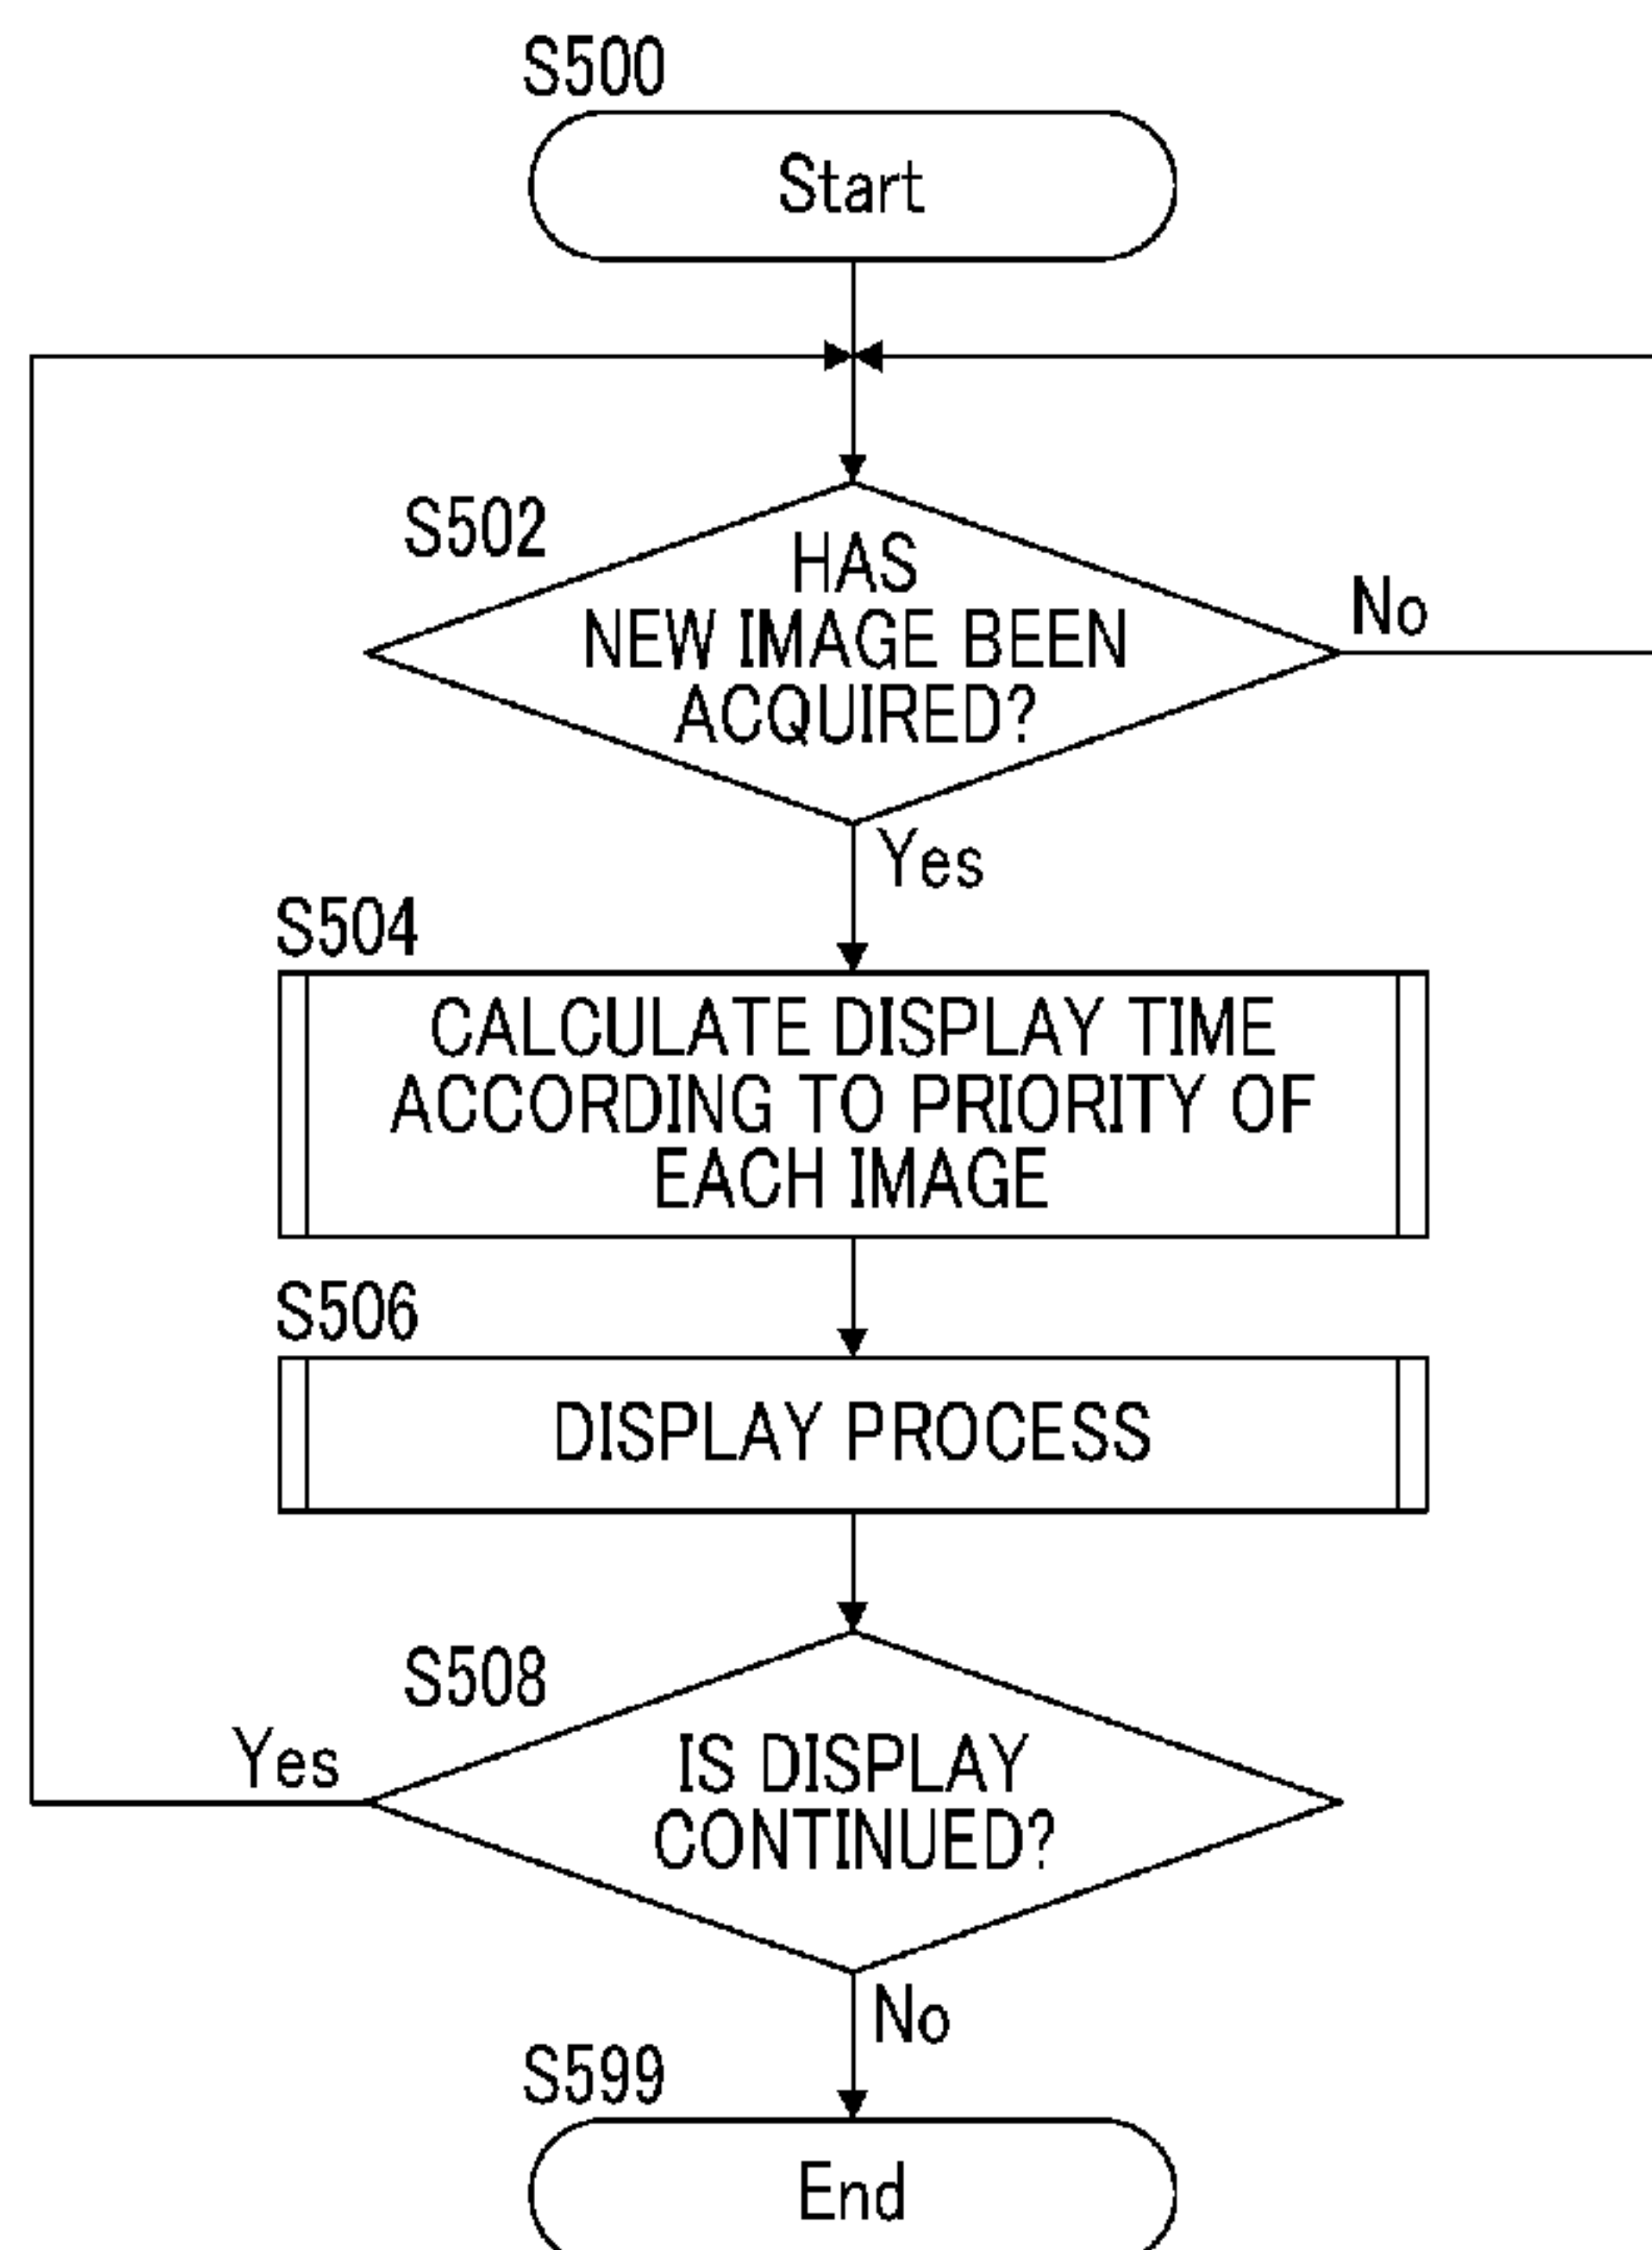 S500
Start
S502
HAS
NEW IMAGE BEEN
ACQUIRED?
No
Yes
S504
CALCULATE DISPLAY TIME
ACCORDING TO PRIORITY OF
EACH IMAGE
S506
DISPLAY PROCESS
S508
Yes
IS DISPLAY
CONTINUED?
No
S599
End